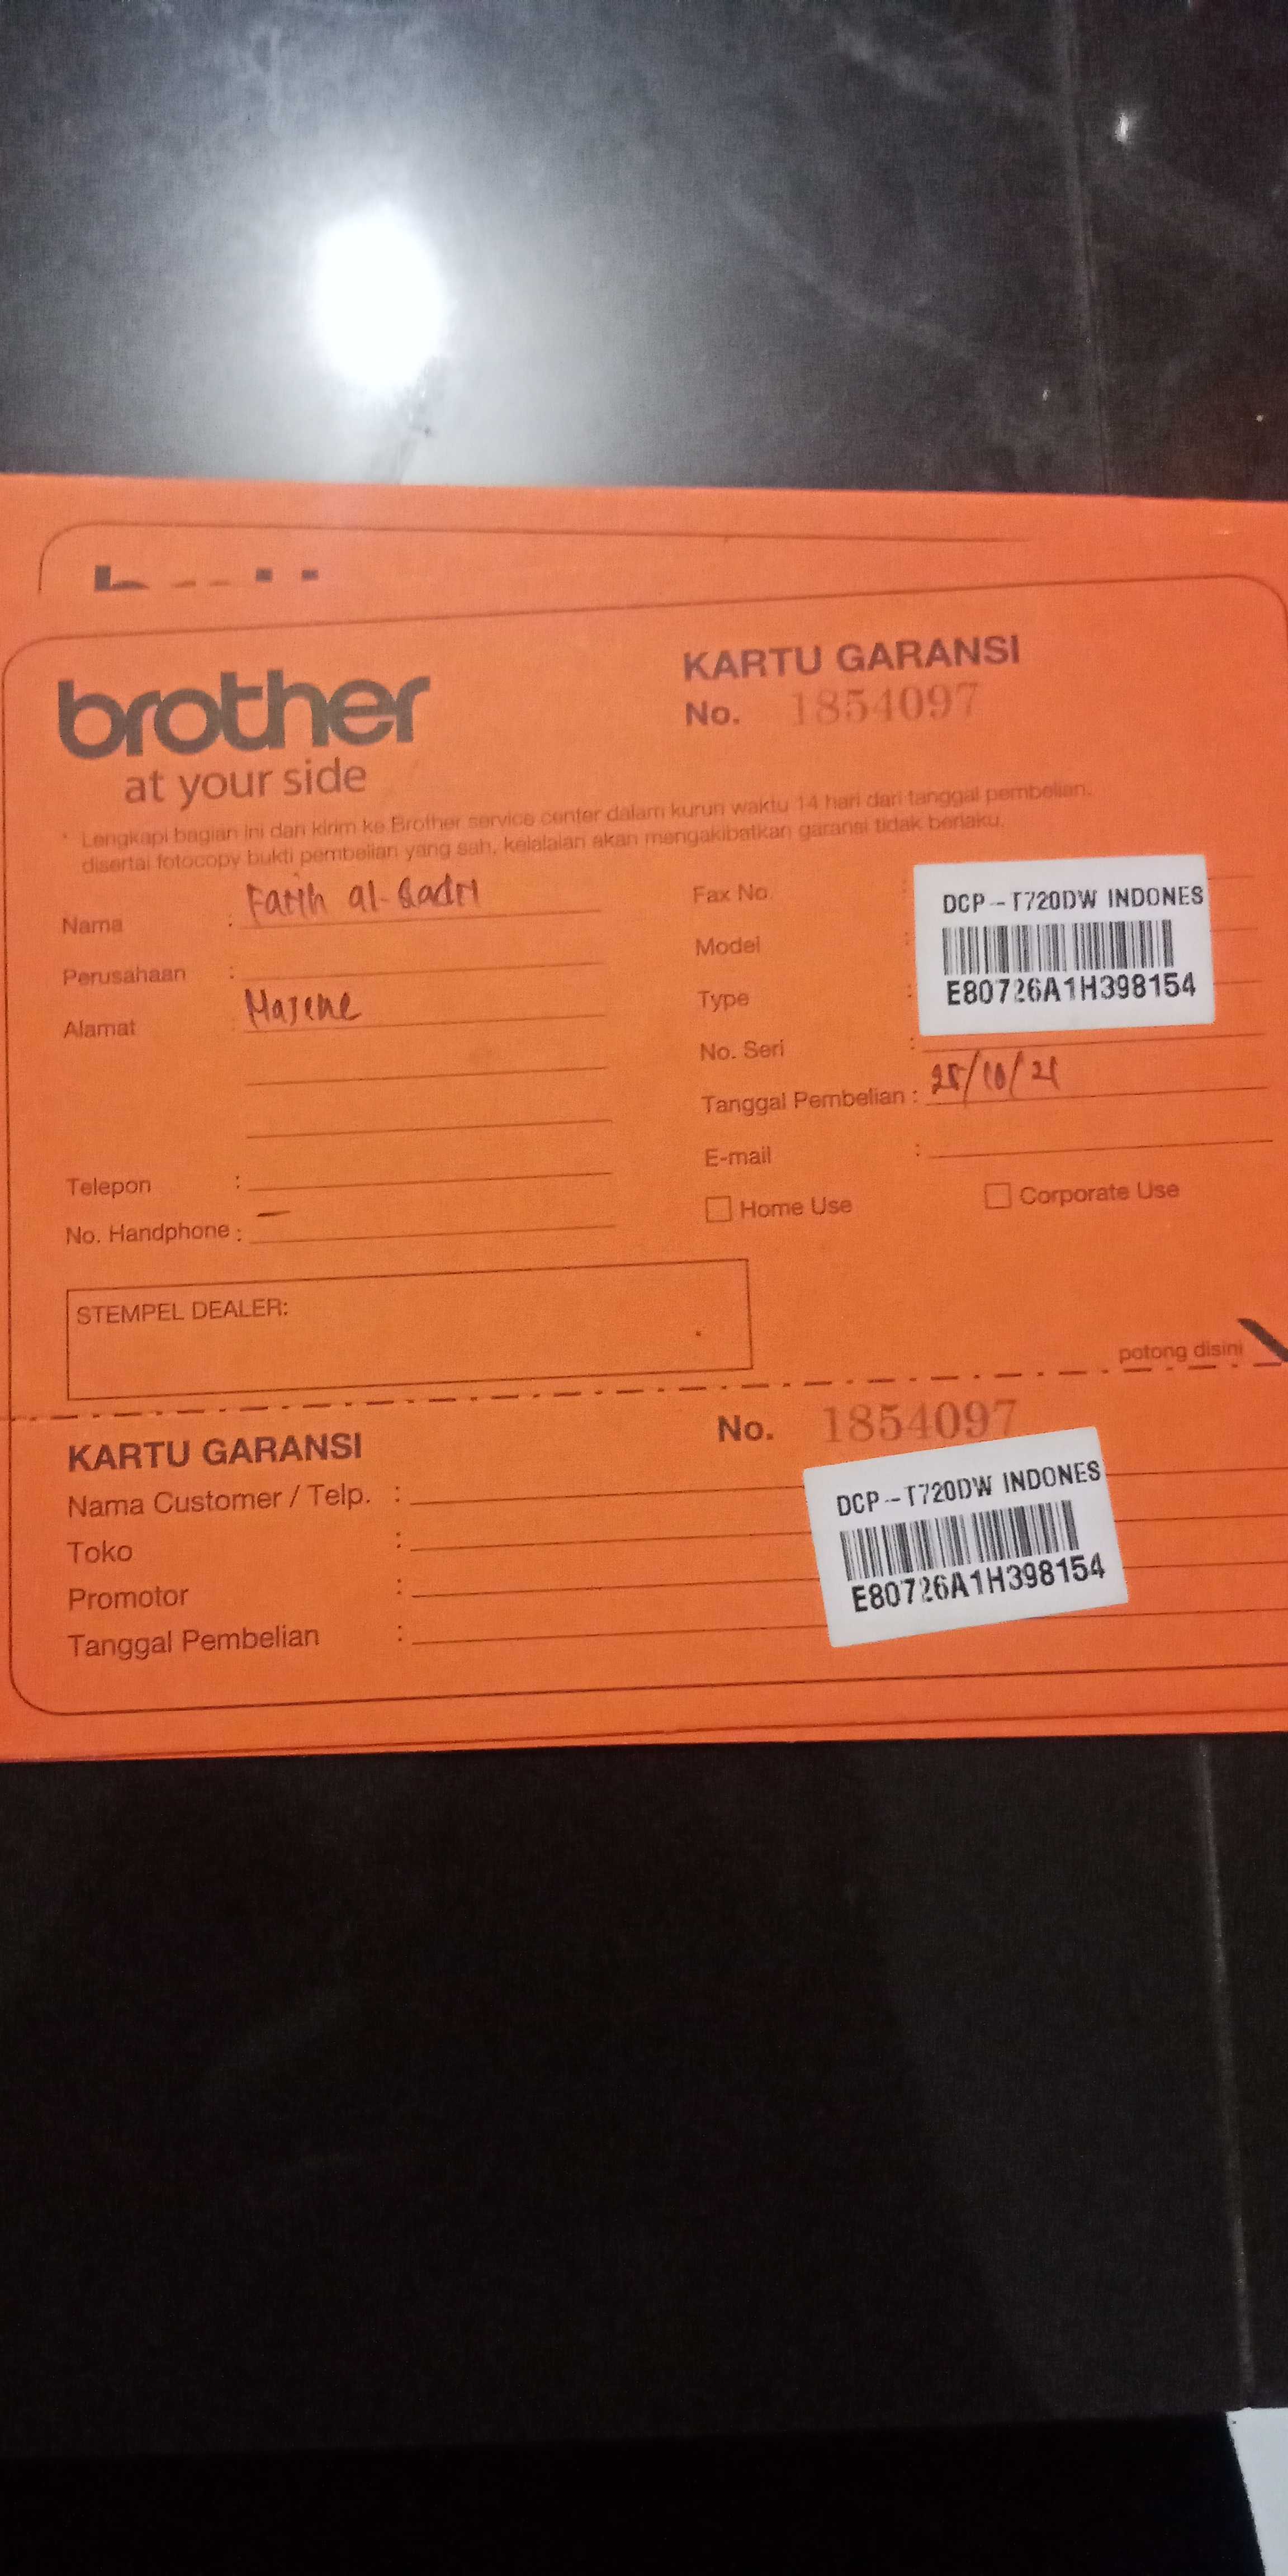 brother
at your side
KARTU GARANSI
No. 1854097
* Lengkapi bagian ini dan kirim ke Brother service center dalam kurun waktu 14 hari dari tanggal pembelian,
disertai fotocopy bukti pembelian yang sah, kelalaian akan mengakibatkan garansi tidak berlaku.
Nama : Fatih al-Qadri
Perusahaan :
Alamat : Majene
Telepon :
No. Handphone : —
Fax No. :
Model :
Type :
No. Seri :
DCP-T720DW INDONES
E80726A1H398154
Tanggal Pembelian : 25/10/21
E-mail :
Home Use
Corporate Use
STEMPEL DEALER:
potong disini
KARTU GARANSI
No. 1854097
Nama Customer / Telp. :
Toko :
Promotor :
Tanggal Pembelian :
DCP-T720DW INDONES
E80726A1H398154